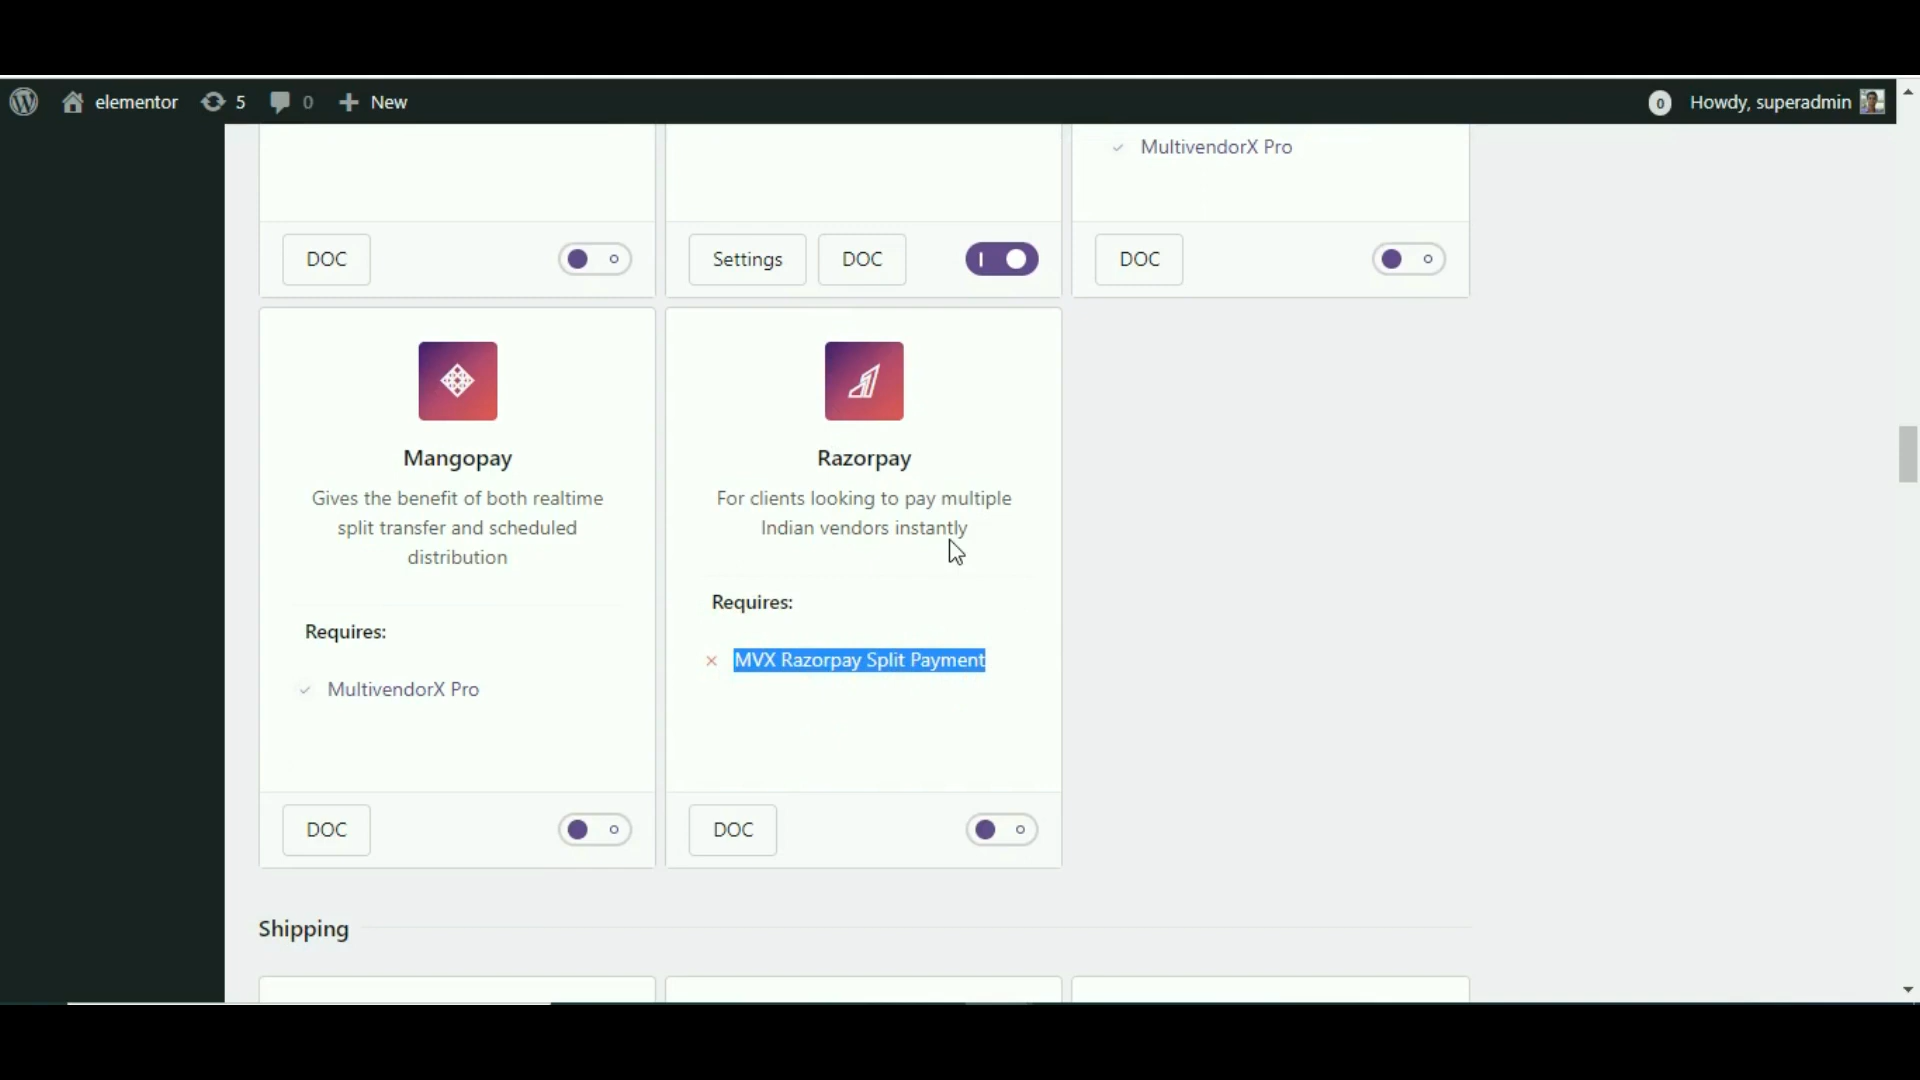 elementor 5 0 New
0 Howdy, superadmin
MultivendorX Pro
DOC
Settings DOC
DOC
Mangopay
Gives the benefit of both realtime
split transfer and scheduled
distribution
Requires:
MultivendorX Pro
DOC
Razorpay
For clients looking to pay multiple
Indian vendors instantly
Requires:
MVX Razorpay Split Payment
DOC
Shipping